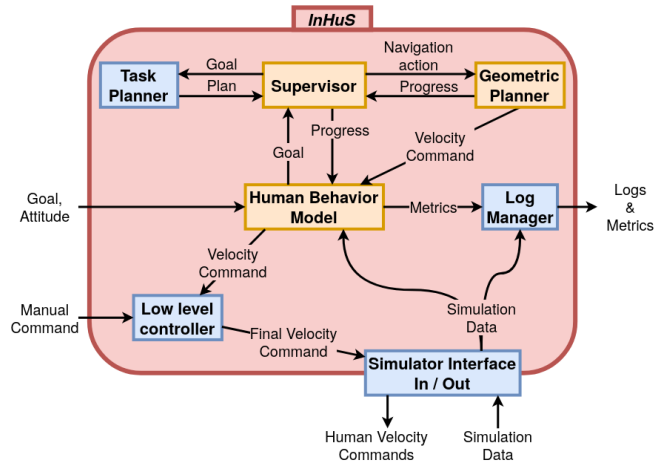 InHuS
Task
Planner
Goal
Plan
Supervisor
Navigation
action
Progress
Geometric
Planner
Goal
Progress
Velocity
Command
Goal,
Attitude
Human Behavior
Model
Metrics
Log
Manager
Logs
&
Metrics
Velocity
Command
Manual
Command
Low level
controller
Final Velocity
Command
Simulation
Data
Simulator Interface
In / Out
Human Velocity
Commands
Simulation
Data